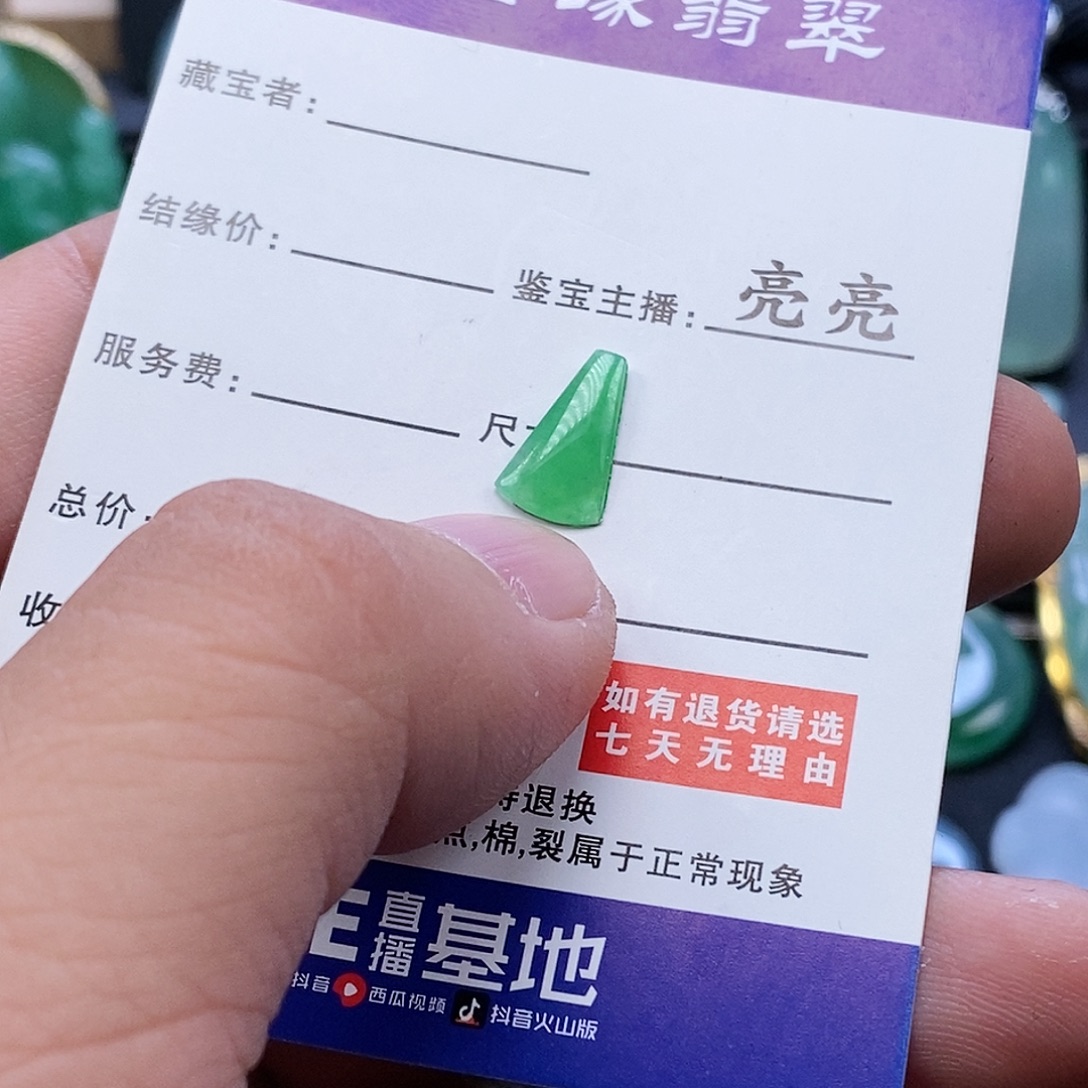 缘翡翠
藏宝者:
结缘价:
鉴宝主播: 亮亮
服务费:
尺
总价
收
如有退货请选
七天无理由
退换
点,棉,裂属于正常现象
E直播基地
抖音 西瓜视频 抖音火山版